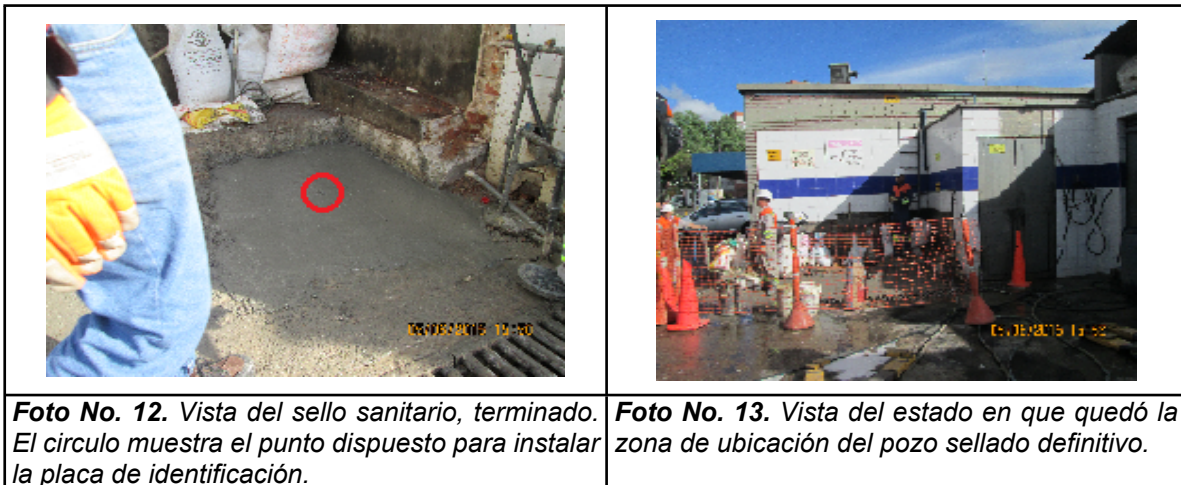 Foto No. 12. Vista del sello sanitario, terminado.
El circulo muestra el punto dispuesto para instalar
la placa de identificación.
Foto No. 13. Vista del estado en que quedó la
zona de ubicación del pozo sellado definitivo.